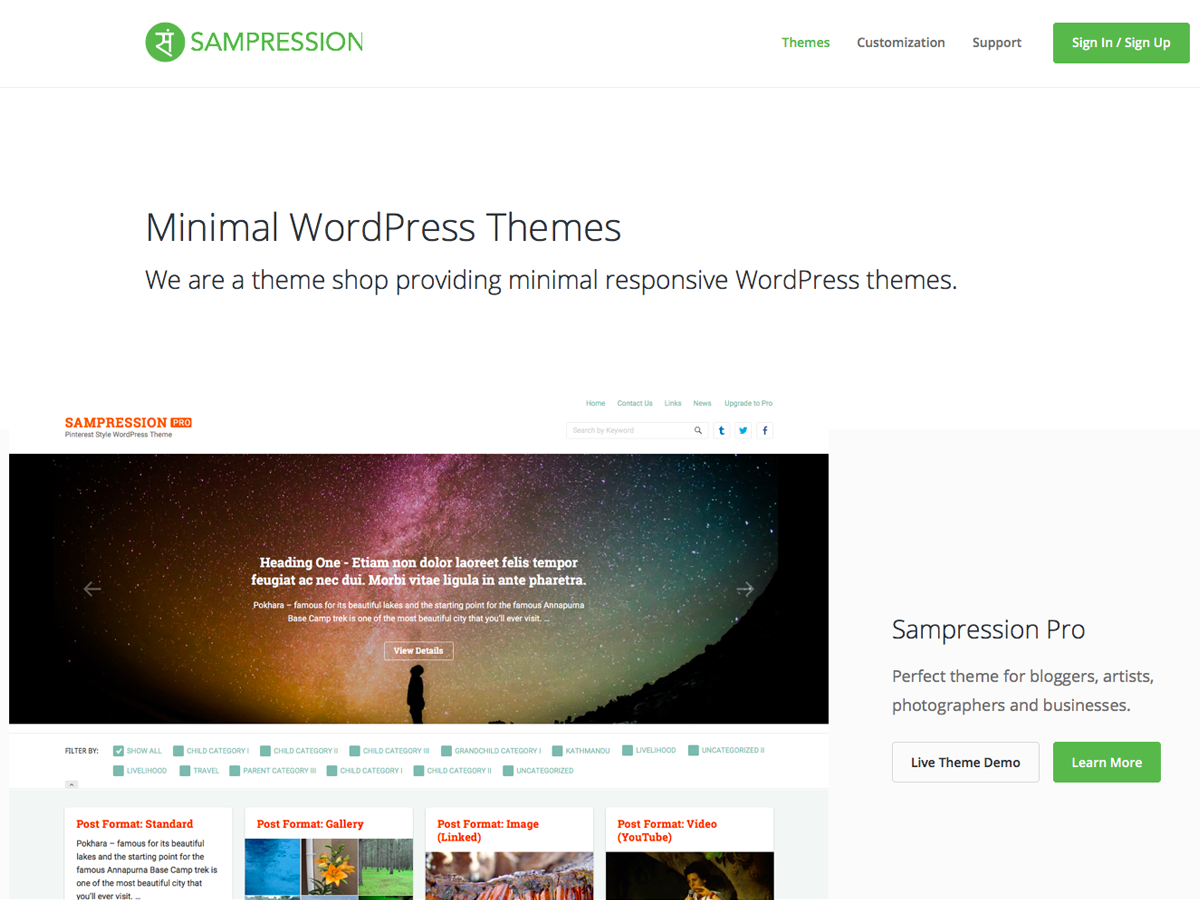 सं SAMPRESSION
Themes Customization Support Sign In / Sign Up
Minimal WordPress Themes
We are a theme shop providing minimal responsive WordPress themes.
Home Contact Us Links News Upgrade to Pro
SAMPRESSION PRO
Pinterest Style WordPress Theme
Search by Keyword
Heading One - Etiam non dolor laoreet felis tempor
feugiat ac nec dui. Morbi vitae ligula in ante pharetra.
Pokhara – famous for its beautiful lakes and the starting point for the famous Annapurna
Base Camp trek is one of the most beautiful city that you'll ever visit. ...
View Details
Sampression Pro
Perfect theme for bloggers, artists,
photographers and businesses.
Live Theme Demo Learn More
FILTER BY: SHOW ALL CHILD CATEGORY I CHILD CATEGORY II CHILD CATEGORY III GRANDCHILD CATEGORY I KATHMANDU LIVELIHOOD UNCATEGORIZED II
LIVELIHOOD TRAVEL PARENT CATEGORY III CHILD CATEGORY I CHILD CATEGORY II UNCATEGORIZED
Post Format: Standard
Pokhara – famous for its beautiful
lakes and the starting point for the
famous Annapurna Base Camp trek is
one of the most beautiful city that
you'll ever visit. ...
Post Format: Gallery
Post Format: Image
(Linked)
Post Format: Video
(YouTube)